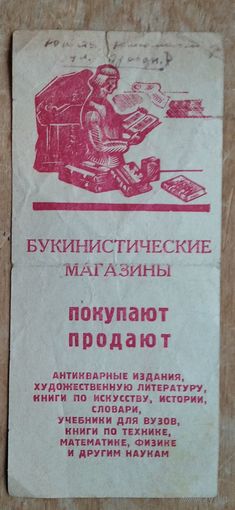 БУКИНИСТИЧЕСКИЕ
МАГАЗИНЫ
покупают
продают
АНТИКВАРНЫЕ ИЗДАНИЯ,
ХУДОЖЕСТВЕННУЮ ЛИТЕРАТУРУ,
КНИГИ ПО ИСКУССТВУ, ИСТОРИИ,
СЛОВАРИ,
УЧЕБНИКИ ДЛЯ ВУЗОВ,
КНИГИ ПО ТЕХНИКЕ,
МАТЕМАТИКЕ, ФИЗИКЕ
И ДРУГИМ НАУКАМ